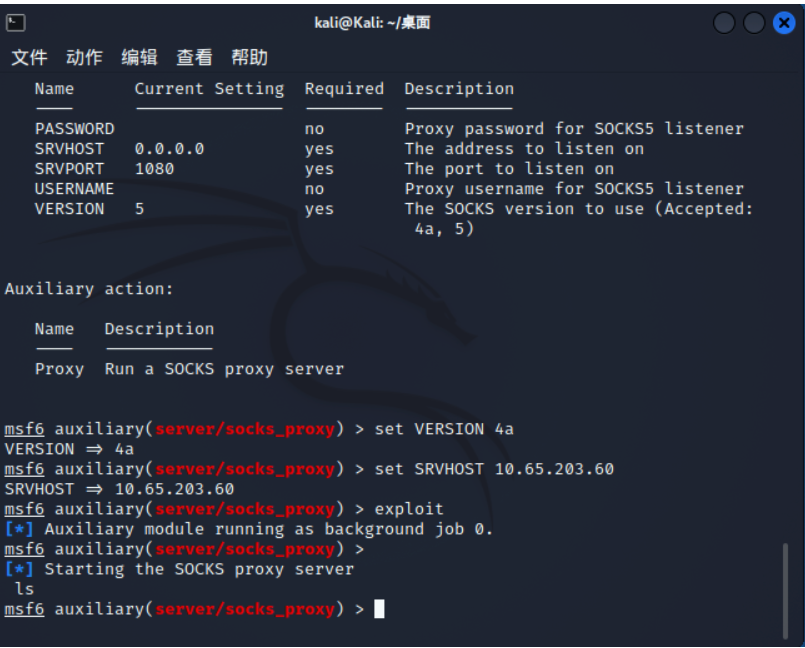 kali@Kali: ~/桌面
文件 动作 编辑 查看 帮助
Name Current Setting Required Description
PASSWORD no Proxy password for SOCKS5 listener
SRVHOST 0.0.0.0 yes The address to listen on
SRVPORT 1080 yes The port to listen on
USERNAME no Proxy username for SOCKS5 listener
VERSION 5 yes The SOCKS version to use (Accepted:
4a, 5)
Auxiliary action:
Name Description
Proxy Run a SOCKS proxy server
msf6 auxiliary(server/socks_proxy) > set VERSION 4a
VERSION ⇒ 4a
msf6 auxiliary(server/socks_proxy) > set SRVHOST 10.65.203.60
SRVHOST ⇒ 10.65.203.60
msf6 auxiliary(server/socks_proxy) > exploit
[*] Auxiliary module running as background job 0.
msf6 auxiliary(server/socks_proxy) >
[*] Starting the SOCKS proxy server
ls
msf6 auxiliary(server/socks_proxy) >